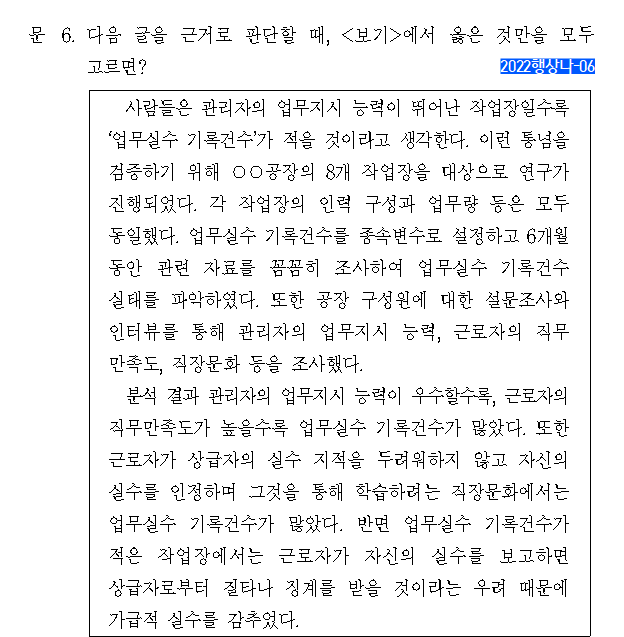 문 6. 다음 글을 근거로 판단할 때, <보기>에서 옳은 것만을 모두
고르면?
2022행상나-06
사람들은 관리자의 업무지시 능력이 뛰어난 작업장일수록
‘업무실수 기록건수’가 적을 것이라고 생각한다. 이런 통념을
검증하기 위해 ○○공장의 8개 작업장을 대상으로 연구가
진행되었다. 각 작업장의 인력 구성과 업무량 등은 모두
동일했다. 업무실수 기록건수를 종속변수로 설정하고 6개월
동안 관련 자료를 꼼꼼히 조사하여 업무실수 기록건수
실태를 파악하였다. 또한 공장 구성원에 대한 설문조사와
인터뷰를 통해 관리자의 업무지시 능력, 근로자의 직무
만족도, 직장문화 등을 조사했다.
분석 결과 관리자의 업무지시 능력이 우수할수록, 근로자의
직무만족도가 높을수록 업무실수 기록건수가 많았다. 또한
근로자가 상급자의 실수 지적을 두려워하지 않고 자신의
실수를 인정하며 그것을 통해 학습하려는 직장문화에서는
업무실수 기록건수가 많았다. 반면 업무실수 기록건수가
적은 작업장에서는 근로자가 자신의 실수를 보고하면
상급자로부터 질타나 징계를 받을 것이라는 우려 때문에
가급적 실수를 감추었다.